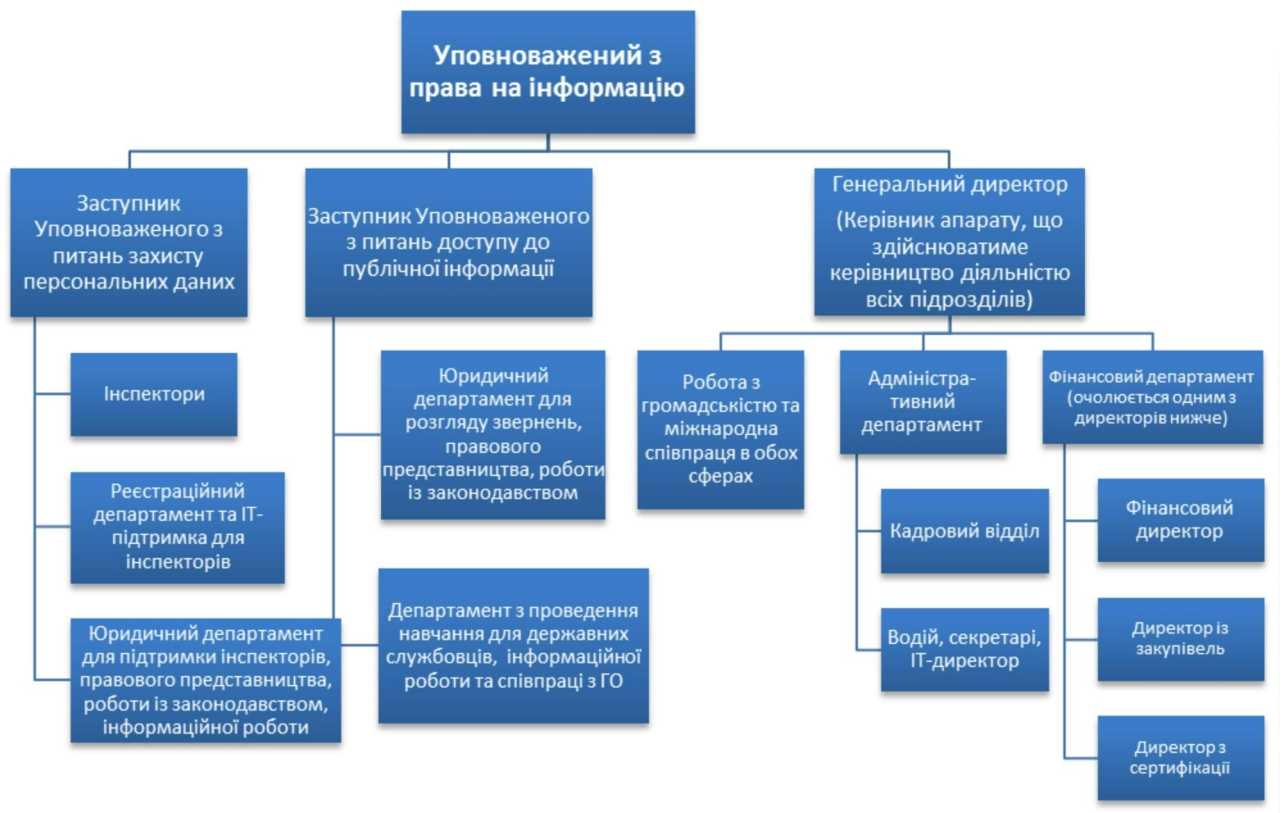 Уповноважений з
права на інформацію
Заступник
Уповноваженого з
питань захисту
персональних даних
Заступник Уповноваженого
з питань доступу до
публічної інформації
Генеральний директор
(Керівник апарату, що
здійснюватиме
керівництво діяльністю
всіх підрозділів)
Інспектори
Реєстраційний
департамент та ІТ-
підтримка для
інспекторів
Юридичний департамент
для підтримки інспекторів,
правового представництва,
роботи із законодавством,
інформаційної роботи
Юридичний
департамент для
розгляду звернень,
правового
представництва, роботи
із законодавством
Департамент з проведення
навчання для державних
службовців, інформаційної
роботи та співпраці з ГО
Робота з
громадськістю та
міжнародна
співпраця в обох
сферах
Адміністра-
тивний
департамент
Кадровий відділ
Водій, секретарі,
ІТ-директор
Фінансовий департамент
(очолюється одним з
директорів нижче)
Фінансовий
директор
Директор із
закупівель
Директор з
сертифікації